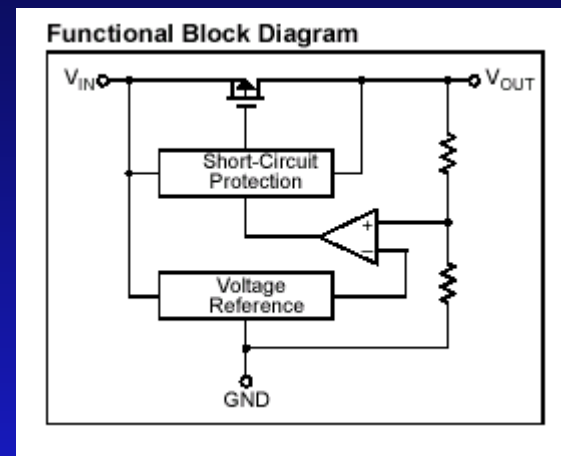 Functional Block Diagram
VIN
VOUT
Short-Circuit
Protection
+
−
Voltage
Reference
GND